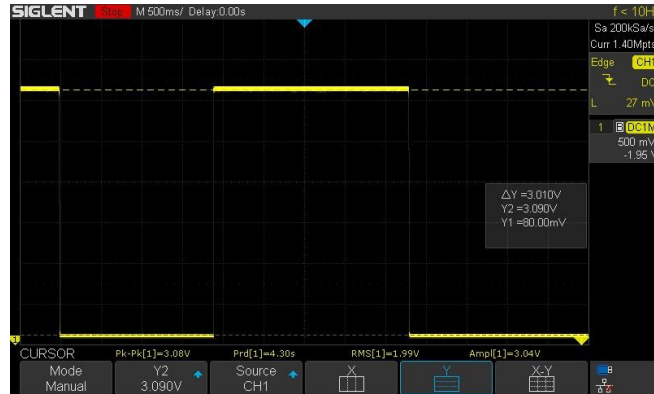 SIGLENT Stop M 500ms/ Delay:0.00s f < 10H
Sa 200kSa/s
Curr 1.40Mpts
Edge CH1
DC
L 27 mV
1 B DC1M
500 mV
-1.95 V
△Y =3.010V
Y2 =3.090V
Y1 =80.00mV
1
CURSOR Pk-Pk[1]=3.08V Prd[1]=4.30s RMS[1]=1.99V Ampl[1]=3.04V
Mode Y2 Source X Y X-Y
Manual 3.090V CH1